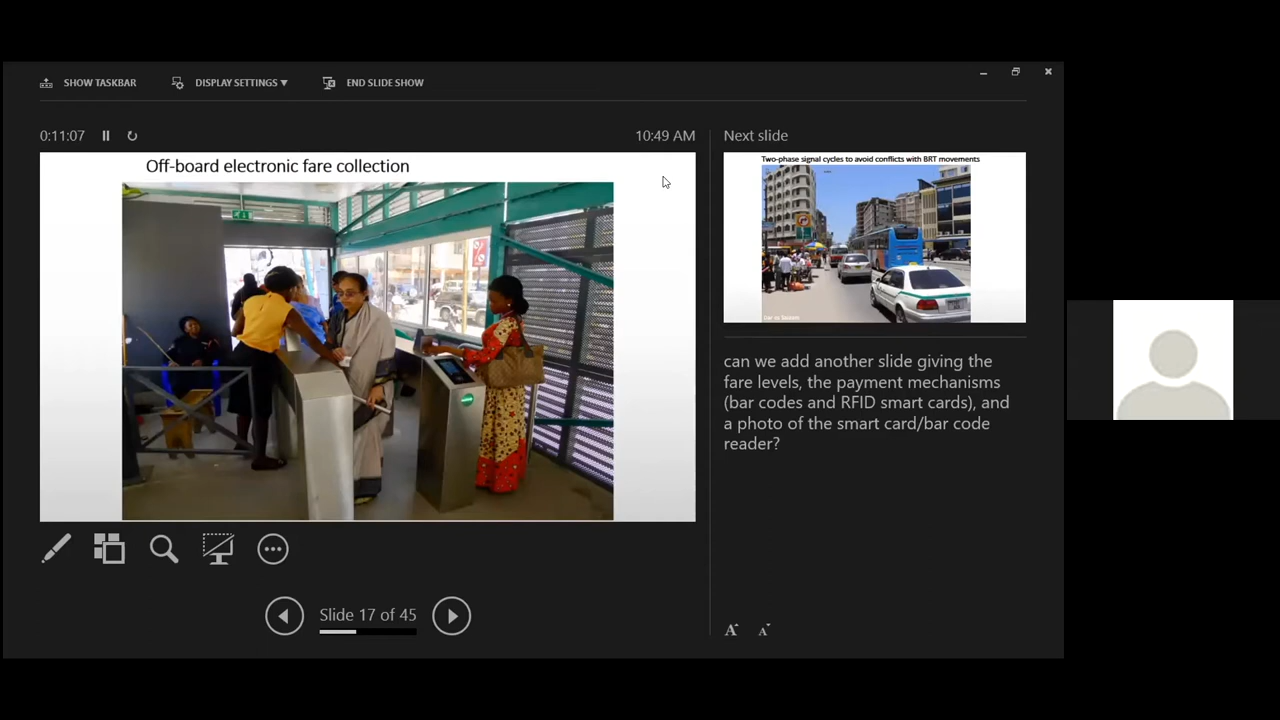 SHOW TASKBAR
DISPLAY SETTINGS ▼
END SLIDE SHOW
0:11:07
10:49 AM
Next slide
Off-board electronic fare collection
Two-phase signal cycles to avoid conflicts with BRT movements
can we add another slide giving the
fare levels, the payment mechanisms
(bar codes and RFID smart cards), and
a photo of the smart card/bar code
reader?
Slide 17 of 45
A
A